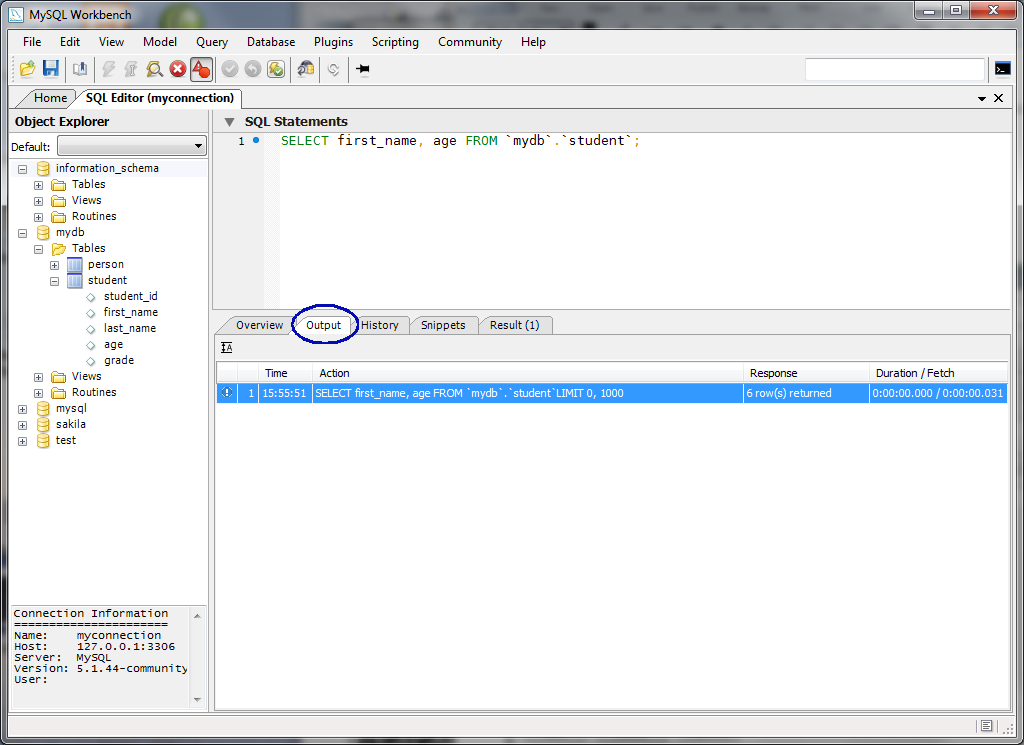 MySQL Workbench
File Edit View Model Query Database Plugins Scripting Community Help
Home SQL Editor (myconnection)
Object Explorer
Default:
information_schema
Tables
Views
Routines
mydb
Tables
person
student
student_id
first_name
last_name
age
grade
Views
Routines
mysql
sakila
test
Connection Information
======================
Name: myconnection
Host: 127.0.0.1:3306
Server: MySQL
Version: 5.1.44-community
User:
SQL Statements
1 SELECT first_name, age FROM `mydb`.`student`;
Overview Output History Snippets Result (1)
Time Action Response Duration / Fetch
1 15:55:51 SELECT first_name, age FROM `mydb`.`student`LIMIT 0, 1000 6 row(s) returned 0:00:00.000 / 0:00:00.031